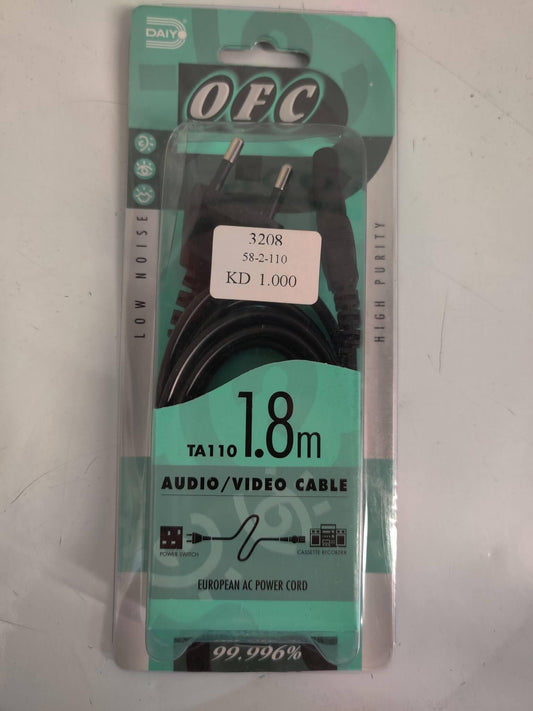 DAIYO
OFC
LOW NOISE
HIGH PURITY
3208
58-2-110
KD 1.000
TA110 1.8m
AUDIO/VIDEO CABLE
POWER SWITCH
CASSETTE RECORDER
EUROPEAN AC POWER CORD
99.996%